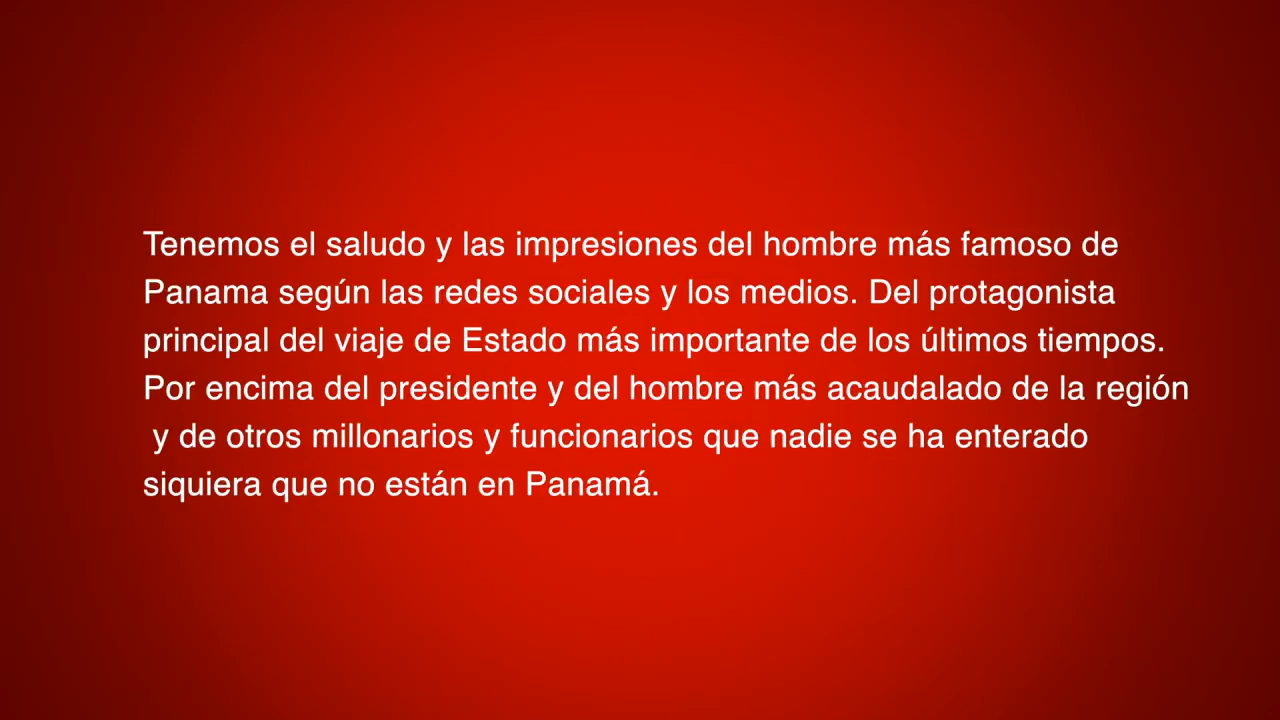 Tenemos el saludo y las impresiones del hombre más famoso de
Panama según las redes sociales y los medios. Del protagonista
principal del viaje de Estado más importante de los últimos tiempos.
Por encima del presidente y del hombre más acaudalado de la región
y de otros millonarios y funcionarios que nadie se ha enterado
siquiera que no están en Panamá.